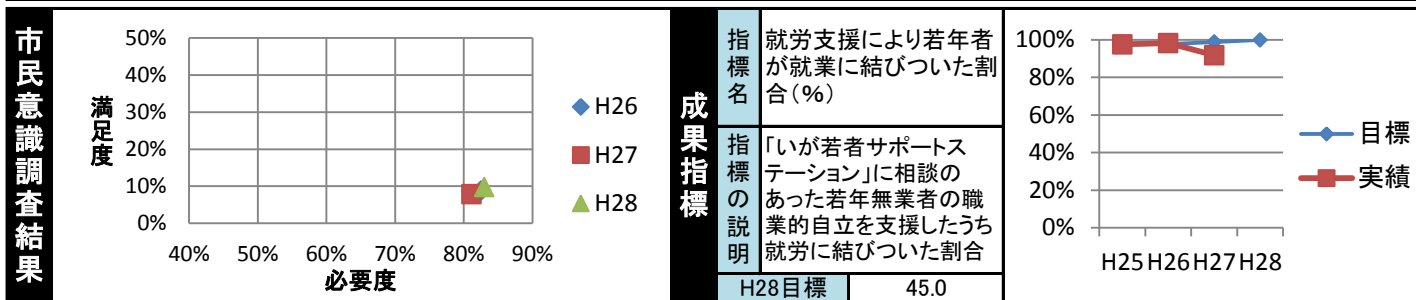 市民意識調査結果
満足度
50%
40%
30%
20%
10%
0%
40% 50% 60% 70% 80% 90%
必要度
H26
H27
H28
成果指標
指標名
就労支援により若年者
が就業に結びついた割
合(%)
指標の説明
「いが若者サポートス
テーション」に相談の
あった若年無業者の職
業的自立を支援したうち
就労に結びついた割合
H28目標 45.0
100%
80%
60%
40%
20%
0%
H25 H26 H27 H28
目標
実績